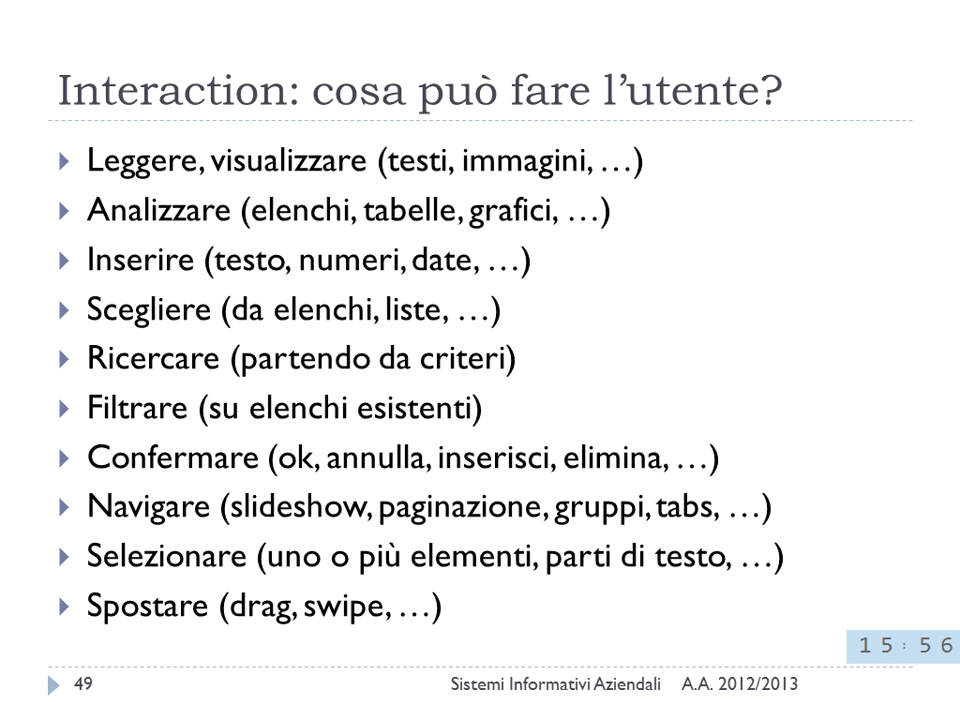 Interaction: cosa può fare l’utente?
Leggere, visualizzare (testi, immagini, …)
Analizzare (elenchi, tabelle, grafici, …)
Inserire (testo, numeri, date, …)
Scegliere (da elenchi, liste, …)
Ricercare (partendo da criteri)
Filtrare (su elenchi esistenti)
Confermare (ok, annulla, inserisci, elimina, …)
Navigare (slideshow, paginazione, gruppi, tabs, …)
Selezionare (uno o più elementi, parti di testo, …)
Spostare (drag, swipe, …)
15:56
49 Sistemi Informativi Aziendali A.A. 2012/2013